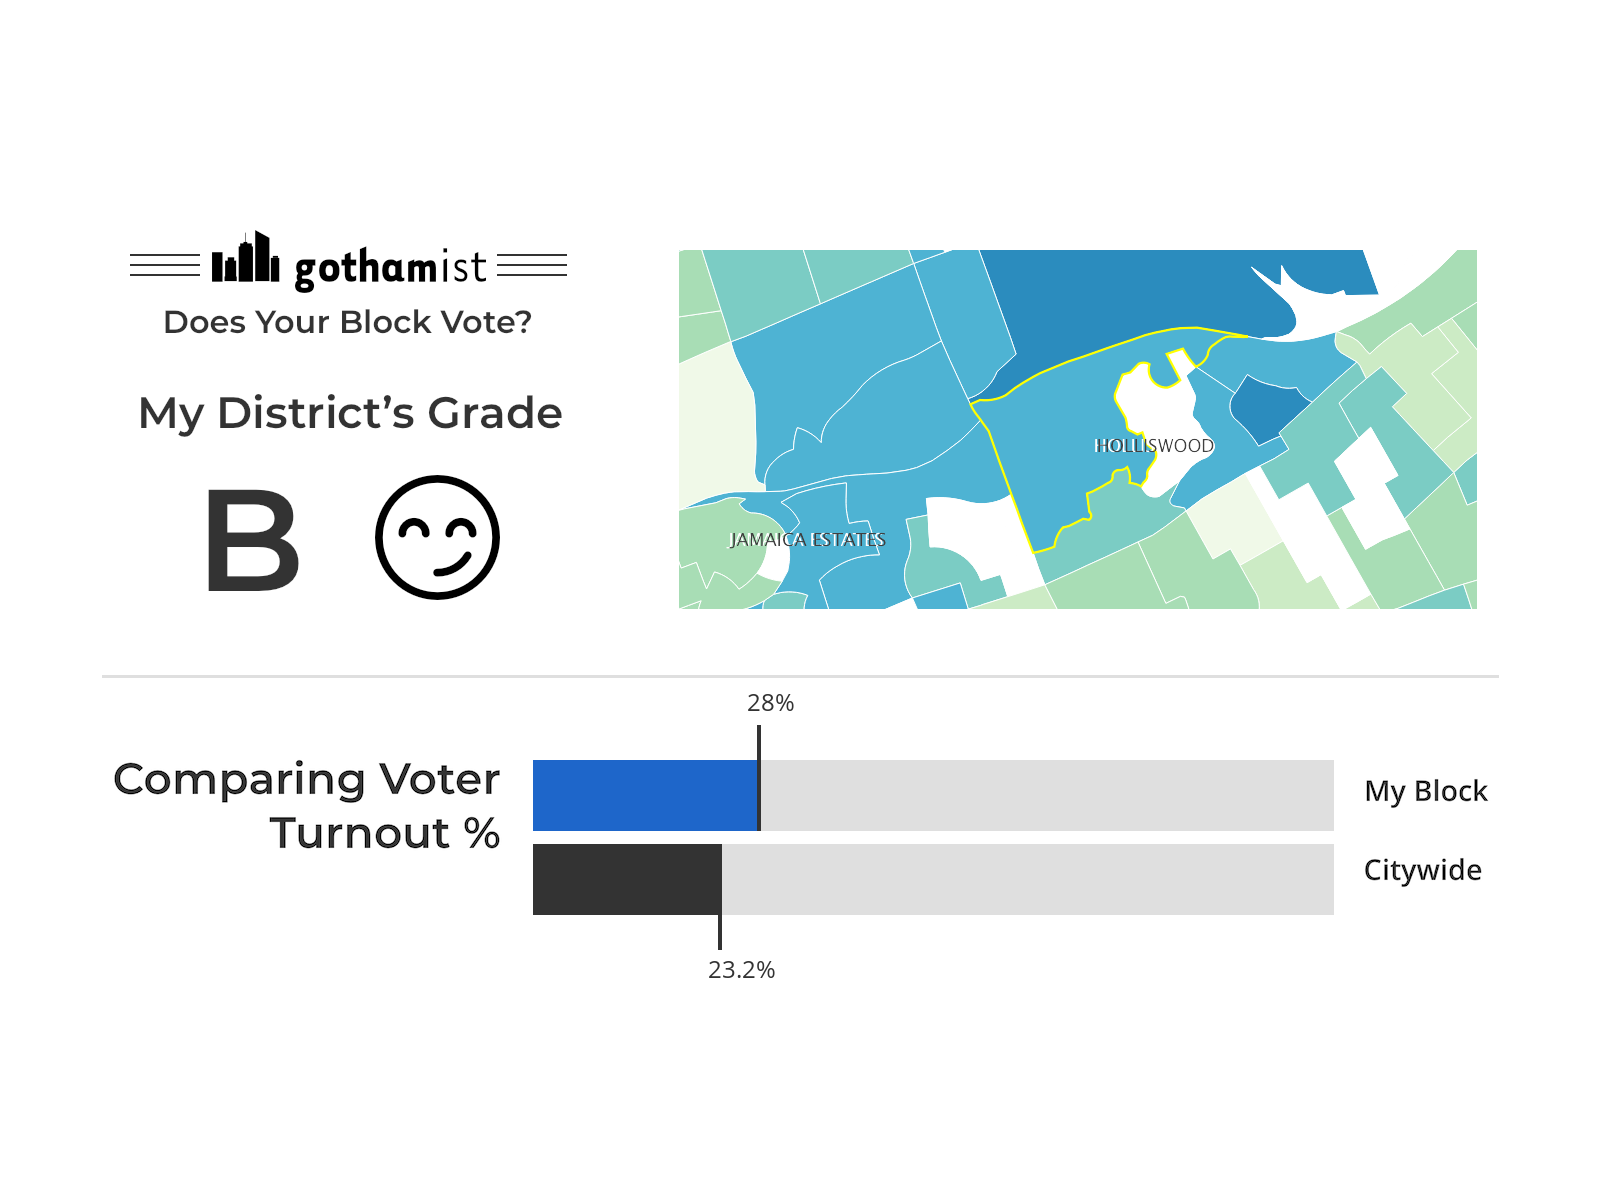 gothamist
Does Your Block Vote?
My District’s Grade
B
HOLLISWOOD
JAMAICA ESTATES
28%
Comparing Voter
Turnout %
My Block
Citywide
23.2%